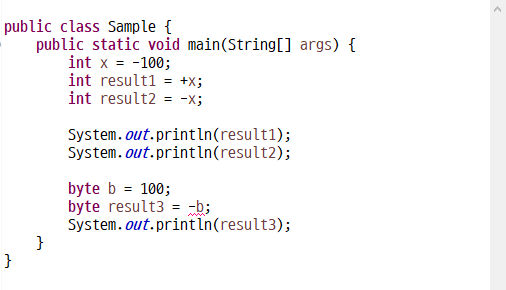 public class Sample {
    public static void main(String[] args) {
        int x = -100;
        int result1 = +x;
        int result2 = -x;

        System.out.println(result1);
        System.out.println(result2);

        byte b = 100;
        byte result3 = -b;
        System.out.println(result3);
    }
}